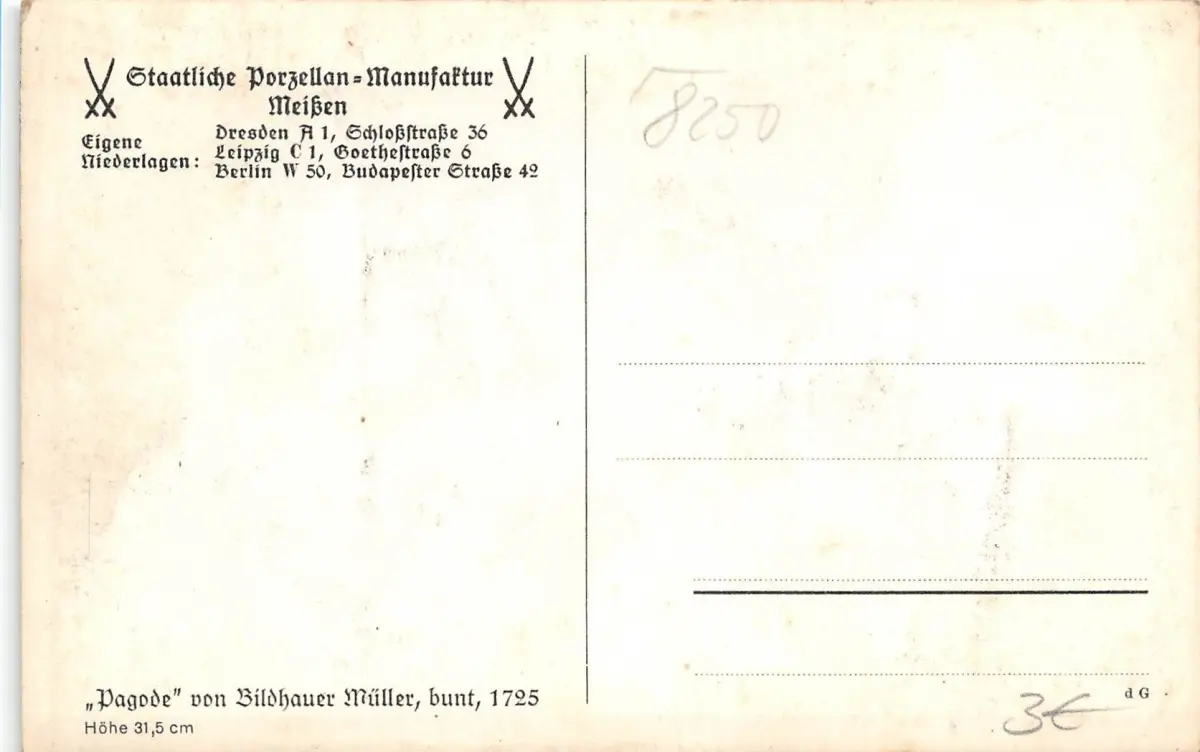 Staatliche Porzellan=Manufaktur
Meißen
Eigene
Niederlagen:
Dresden A 1, Schloßstraße 36
Leipzig C 1, Goethestraße 6
Berlin W 50, Budapester Straße 42
8250
„Pagode" von Bildhauer Müller, bunt, 1725
Höhe 31,5 cm
d G
3€